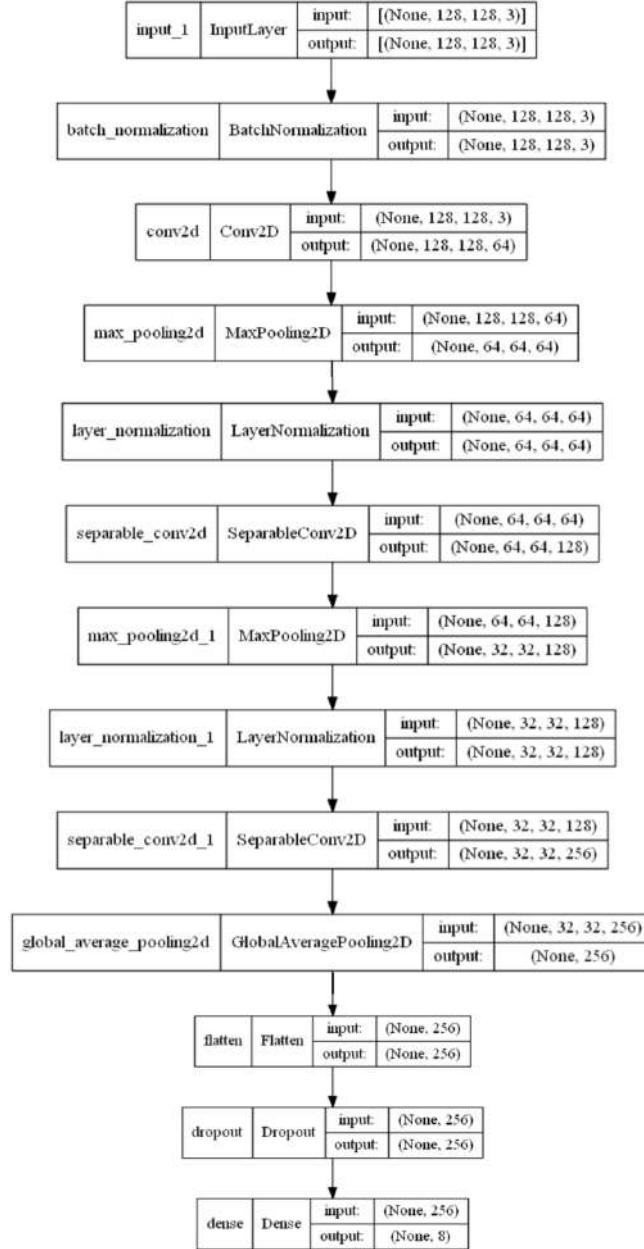 input_1 InputLayer input: [(None, 128, 128, 3)]
output: [(None, 128, 128, 3)]
batch_normalization BatchNormalization input: (None, 128, 128, 3)
output: (None, 128, 128, 3)
conv2d Conv2D input: (None, 128, 128, 3)
output: (None, 128, 128, 64)
max_pooling2d MaxPooling2D input: (None, 128, 128, 64)
output: (None, 64, 64, 64)
layer_normalization LayerNormalization input: (None, 64, 64, 64)
output: (None, 64, 64, 64)
separable_conv2d SeparableConv2D input: (None, 64, 64, 64)
output: (None, 64, 64, 128)
max_pooling2d_1 MaxPooling2D input: (None, 64, 64, 128)
output: (None, 32, 32, 128)
layer_normalization_1 LayerNormalization input: (None, 32, 32, 128)
output: (None, 32, 32, 128)
separable_conv2d_1 SeparableConv2D input: (None, 32, 32, 128)
output: (None, 32, 32, 256)
global_average_pooling2d GlobalAveragePooling2D input: (None, 32, 32, 256)
output: (None, 256)
flatten Flatten input: (None, 256)
output: (None, 256)
dropout Dropout input: (None, 256)
output: (None, 256)
dense Dense input: (None, 256)
output: (None, 8)